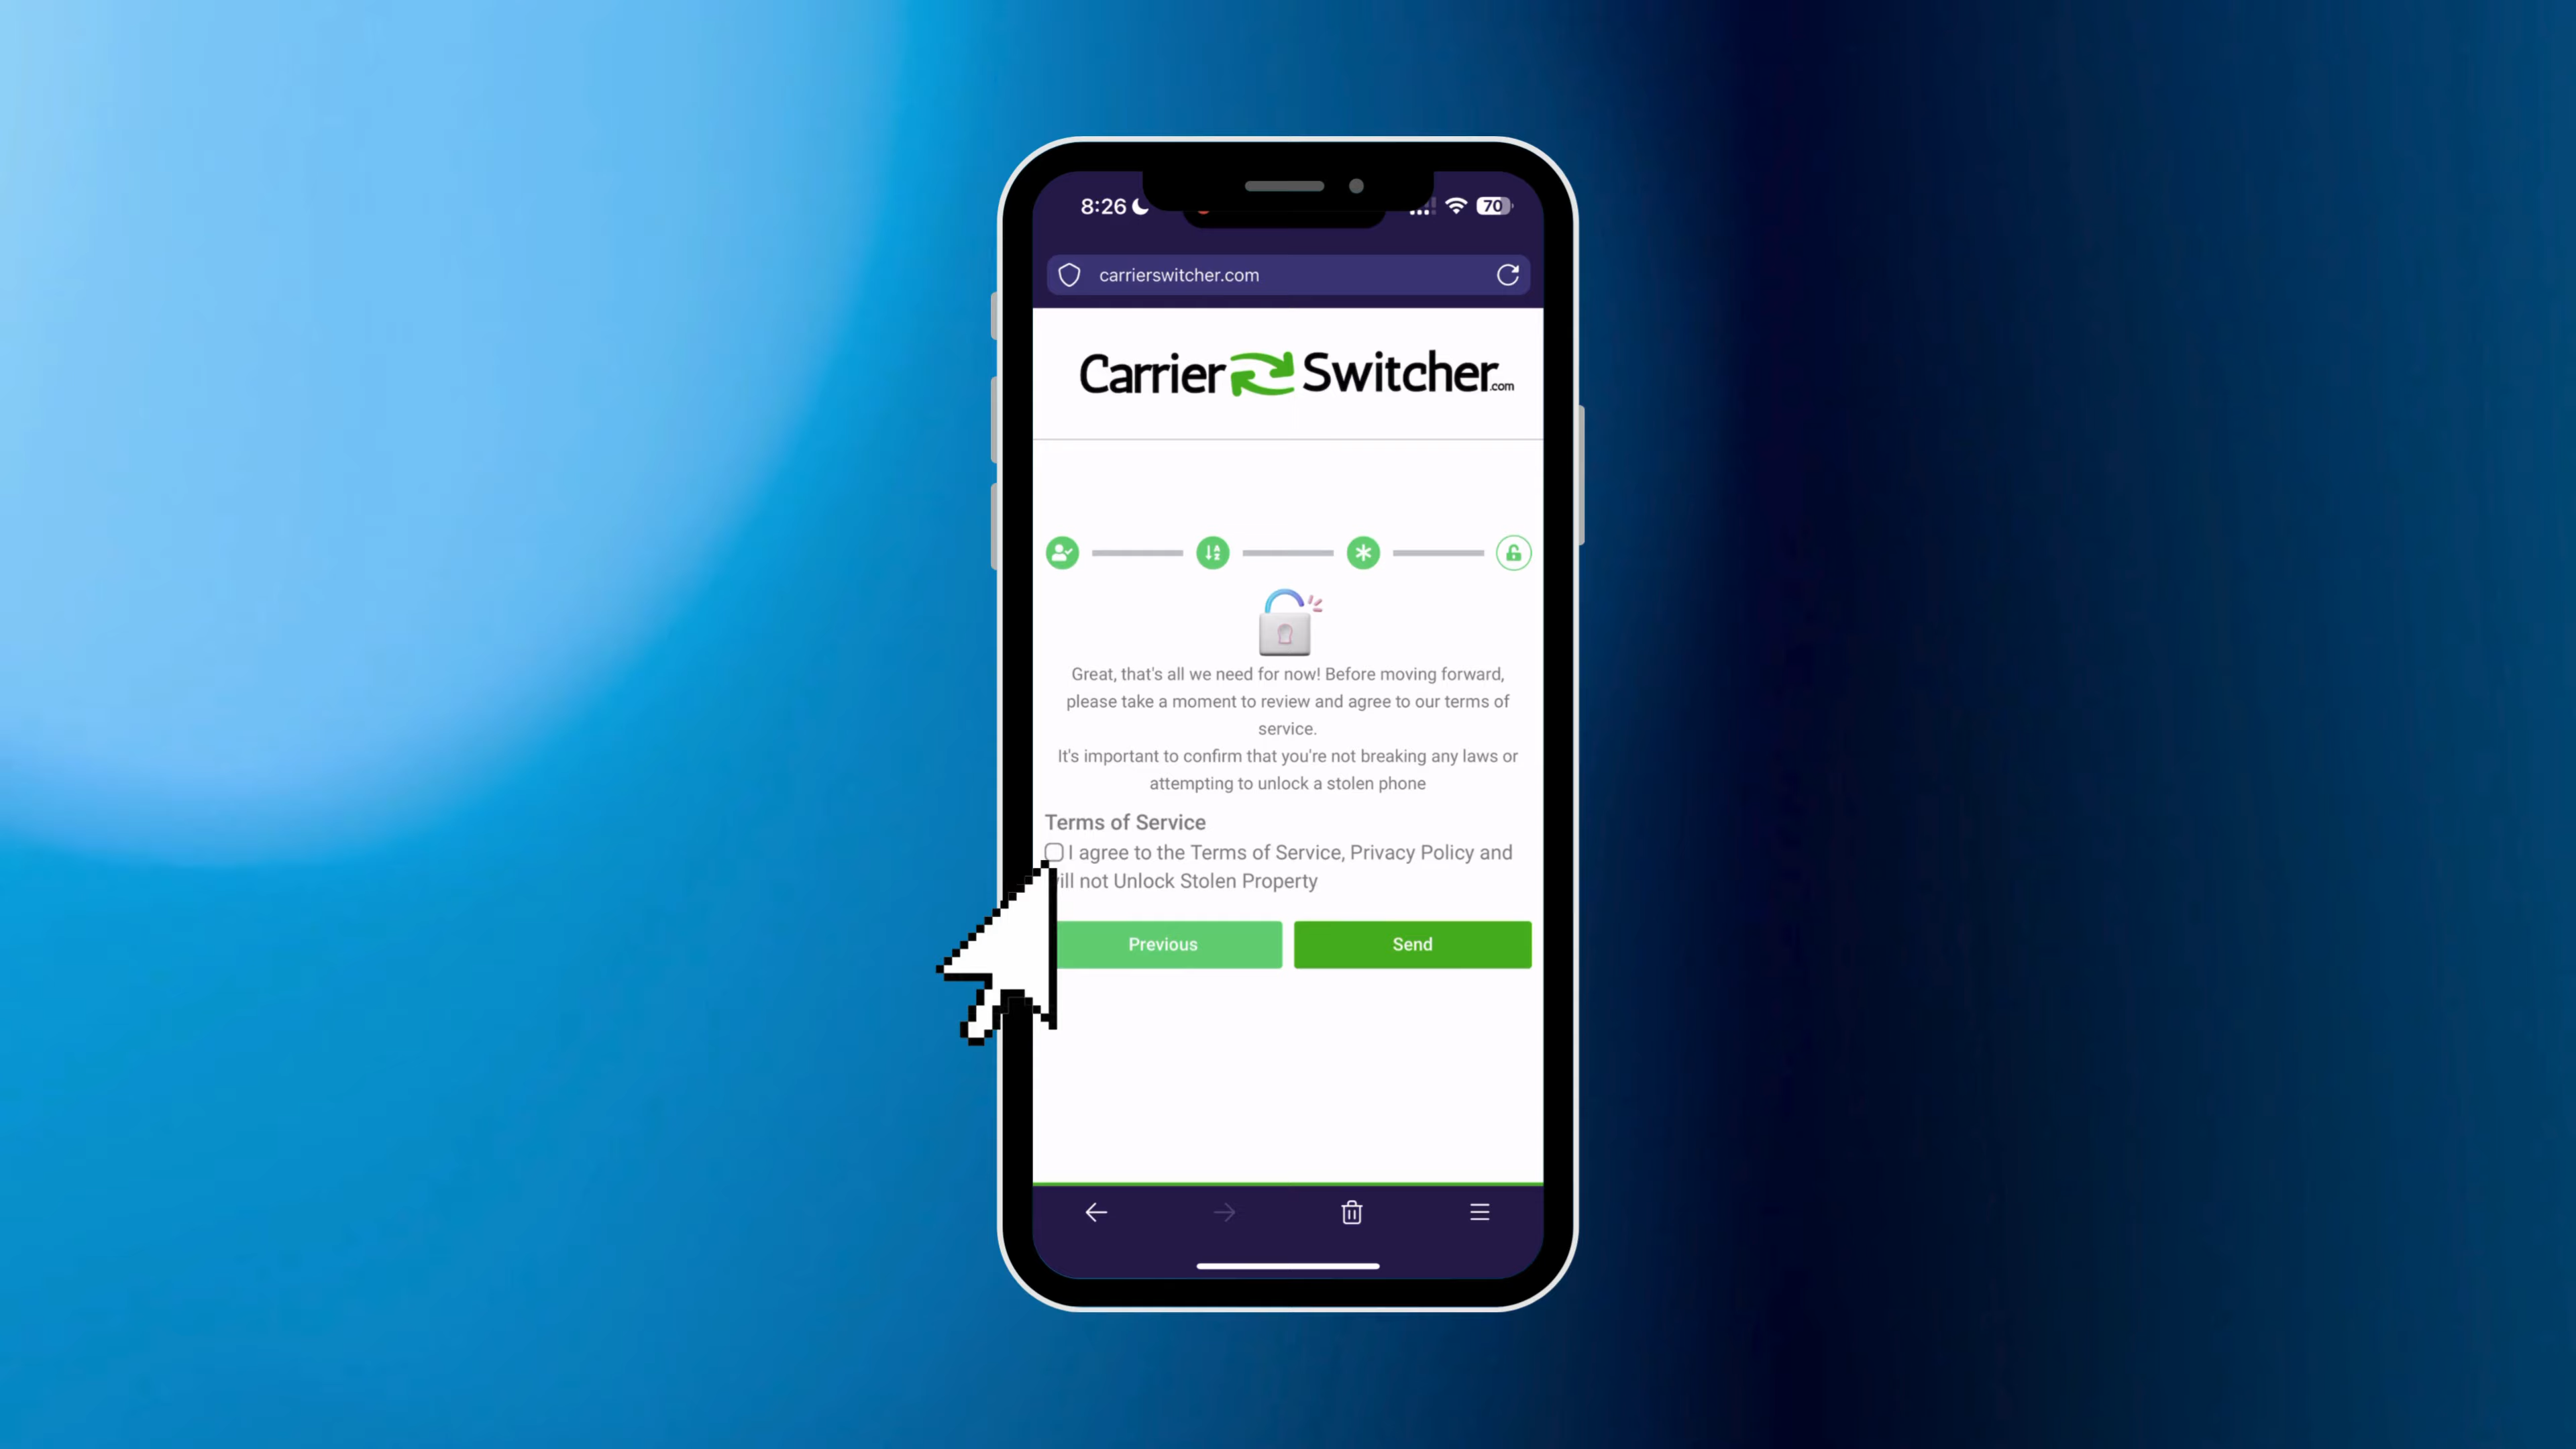 8:26
70
carrierswitcher.com
Carrier Switcher.com
Great, that's all we need for now! Before moving forward,
please take a moment to review and agree to our terms of
service.
It's important to confirm that you're not breaking any laws or
attempting to unlock a stolen phone
Terms of Service
I agree to the Terms of Service, Privacy Policy and
will not Unlock Stolen Property
Previous
Send